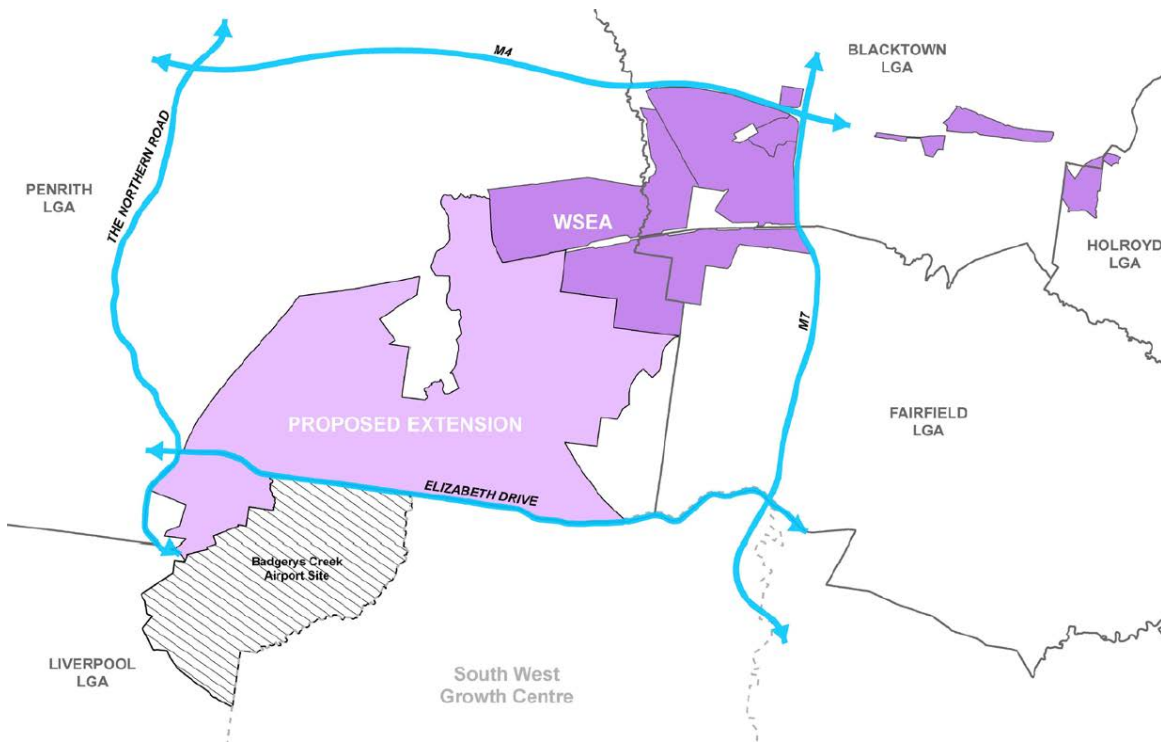 M4
BLACKTOWN
LGA
THE NORTHERN ROAD
PENRITH
LGA
WSEA
HOLROYD
LGA
M7
PROPOSED EXTENSION
FAIRFIELD
LGA
ELIZABETH DRIVE
Badgerys Creek
Airport Site
LIVERPOOL
LGA
South West
Growth Centre